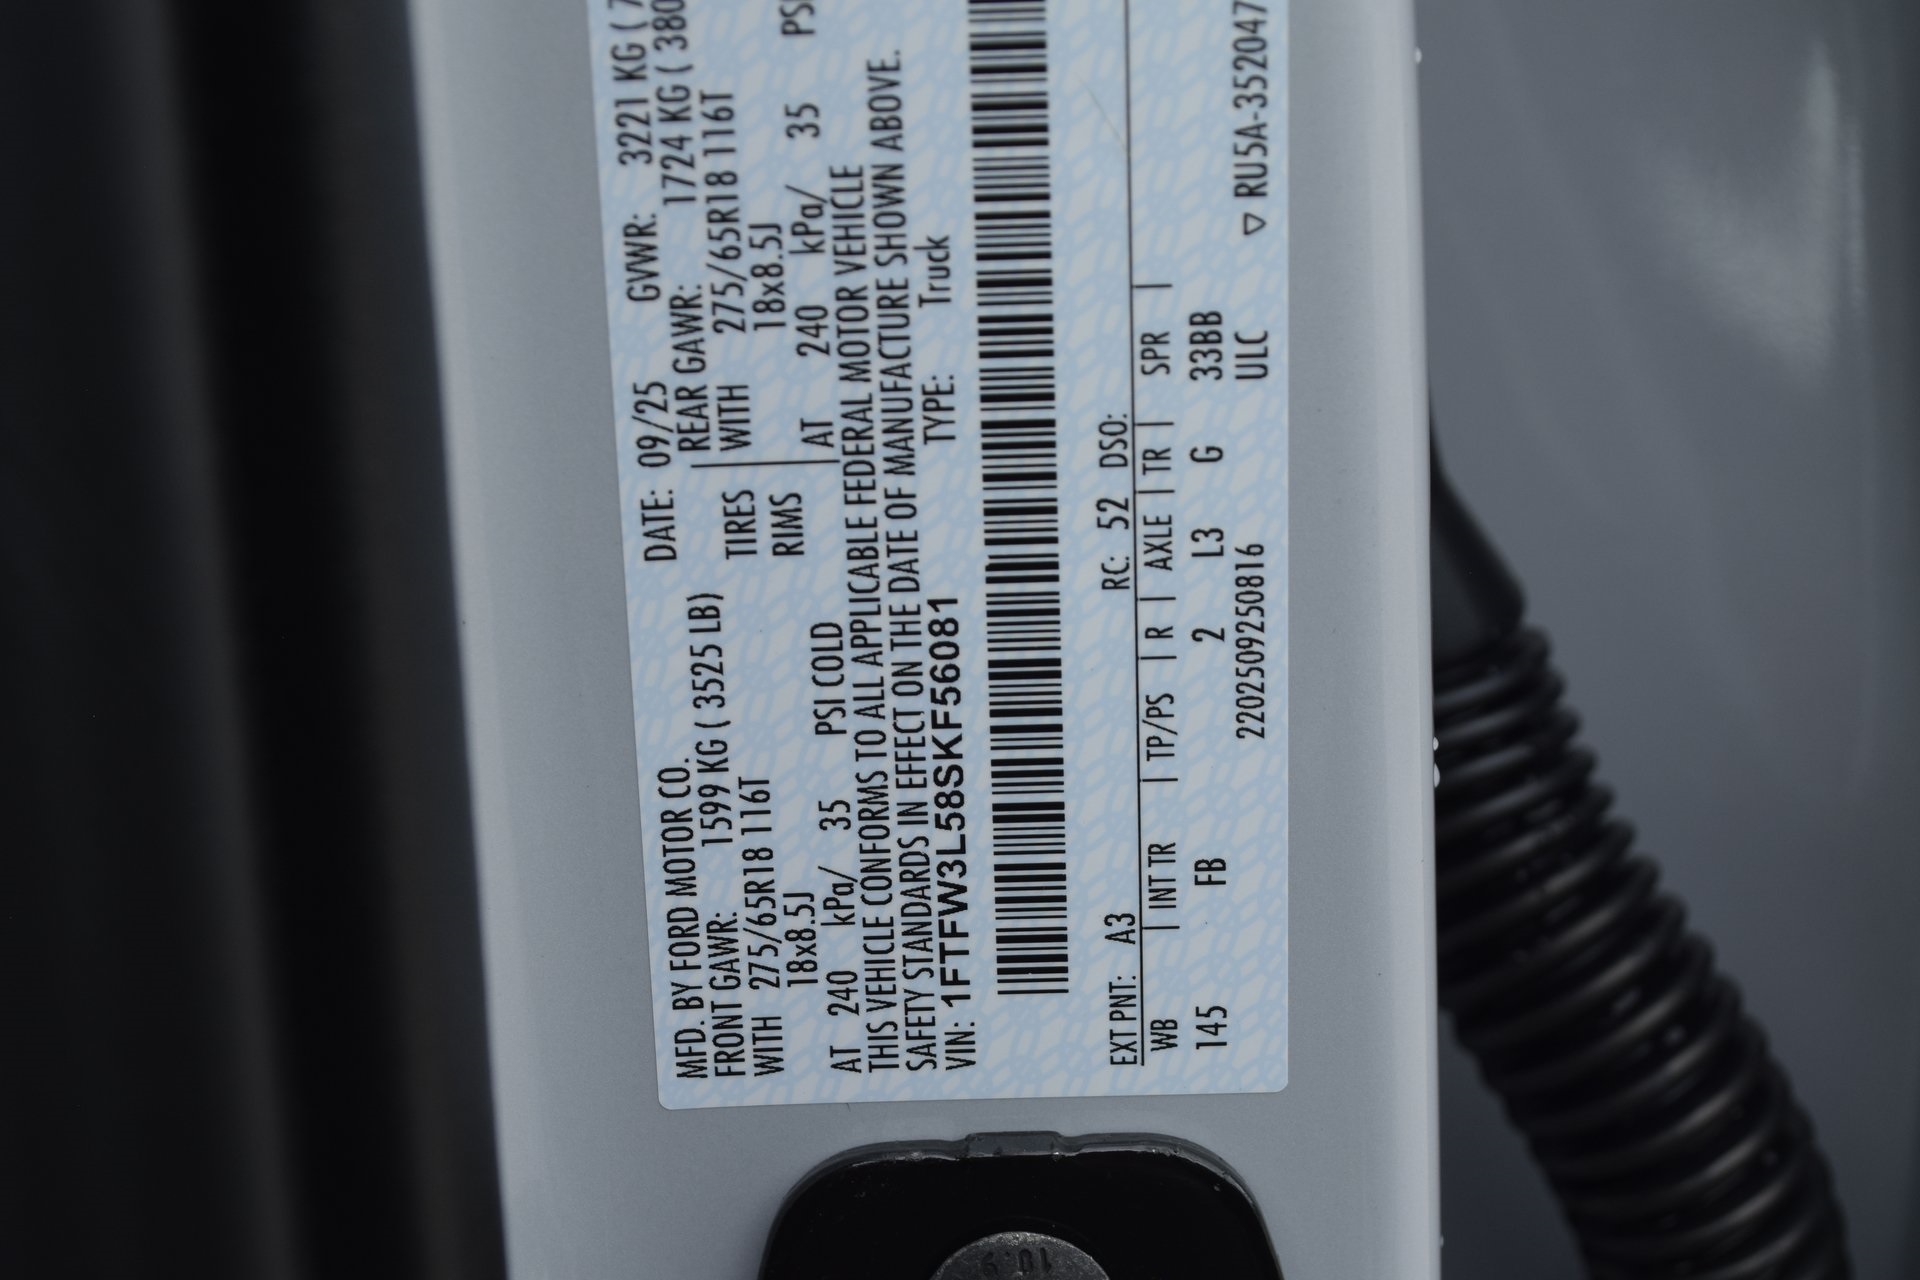 MFD. BY FORD MOTOR CO. DATE: 09/25 GVWR: 3221 KG (
FRONT GAWR: 1599 KG ( 3525 LB) REAR GAWR: 1724 KG ( 380
WITH 275/65R18 116T TIRES WITH 275/65R18 116T
18x8.5J RIMS 18x8.5J
AT 240 kPa/ 35 PSI COLD AT 240 kPa/ 35 PSI
THIS VEHICLE CONFORMS TO ALL APPLICABLE FEDERAL MOTOR VEHICLE
SAFETY STANDARDS IN EFFECT ON THE DATE OF MANUFACTURE SHOWN ABOVE.
VIN: 1FTFW3L58SKF56081 TYPE: Truck
EXT PNT: A3 RC: 52 DSO:
WB | INT TR | TP/PS | R | AXLE | TR | SPR |
145 FB 2 L3 G 33BB
2202509250816 ULC ▽ RU5A-3520472
10.9